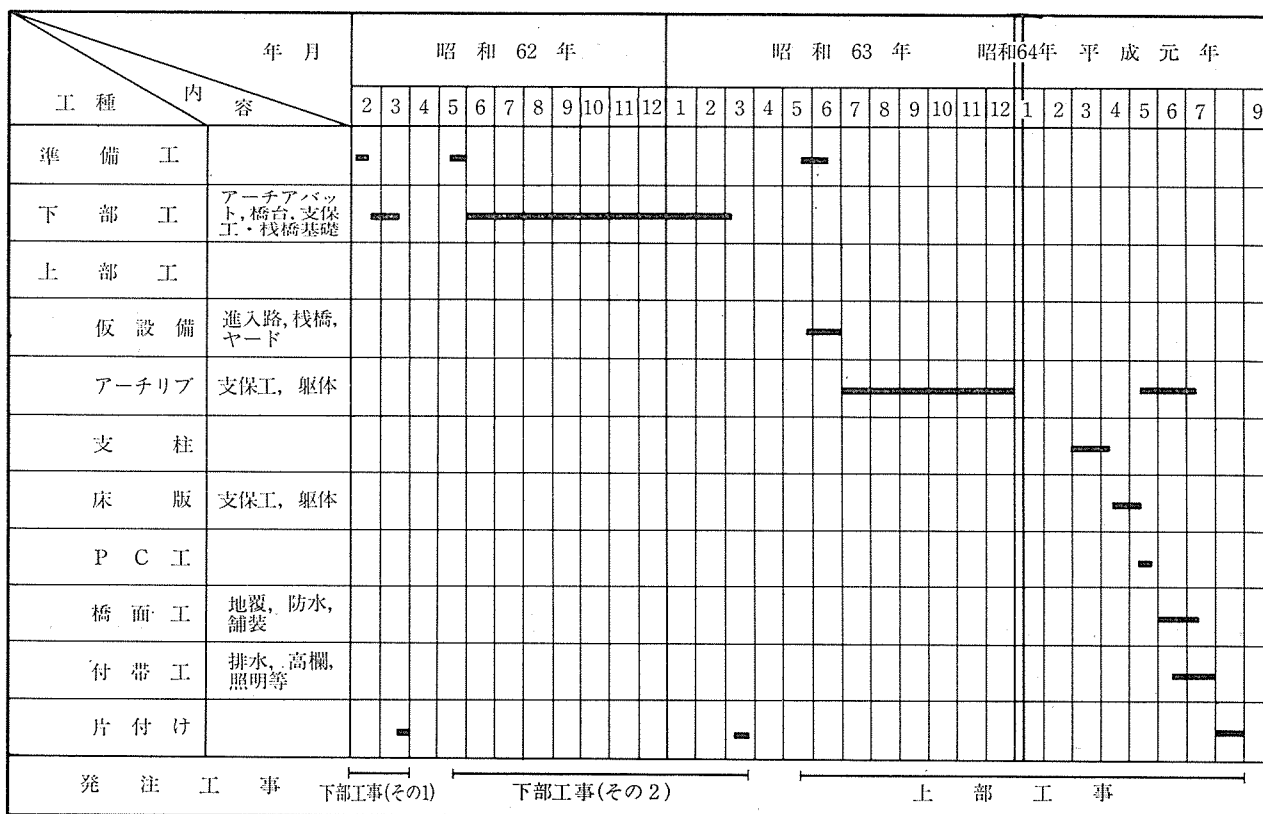 年月
昭和62年
昭和63年
昭和64年 平成元年
工種
内容
2 3 4 5 6 7 8 9 10 11 12 1 2 3 4 5 6 7 8 9 10 11 12 1 2 3 4 5 6 7 9
準備工
下部工
アーチアバッ
ト,橋台,支保
工・桟橋基礎
上部工
仮設備
進入路,桟橋,
ヤード
アーチリブ
支保工,躯体
支柱
床版
支保工,躯体
PC工
橋面工
地覆,防水,
舗装
付帯工
排水,高欄,
照明等
片付け
発注工事
下部工事(その1)
下部工事(その2)
上部工事